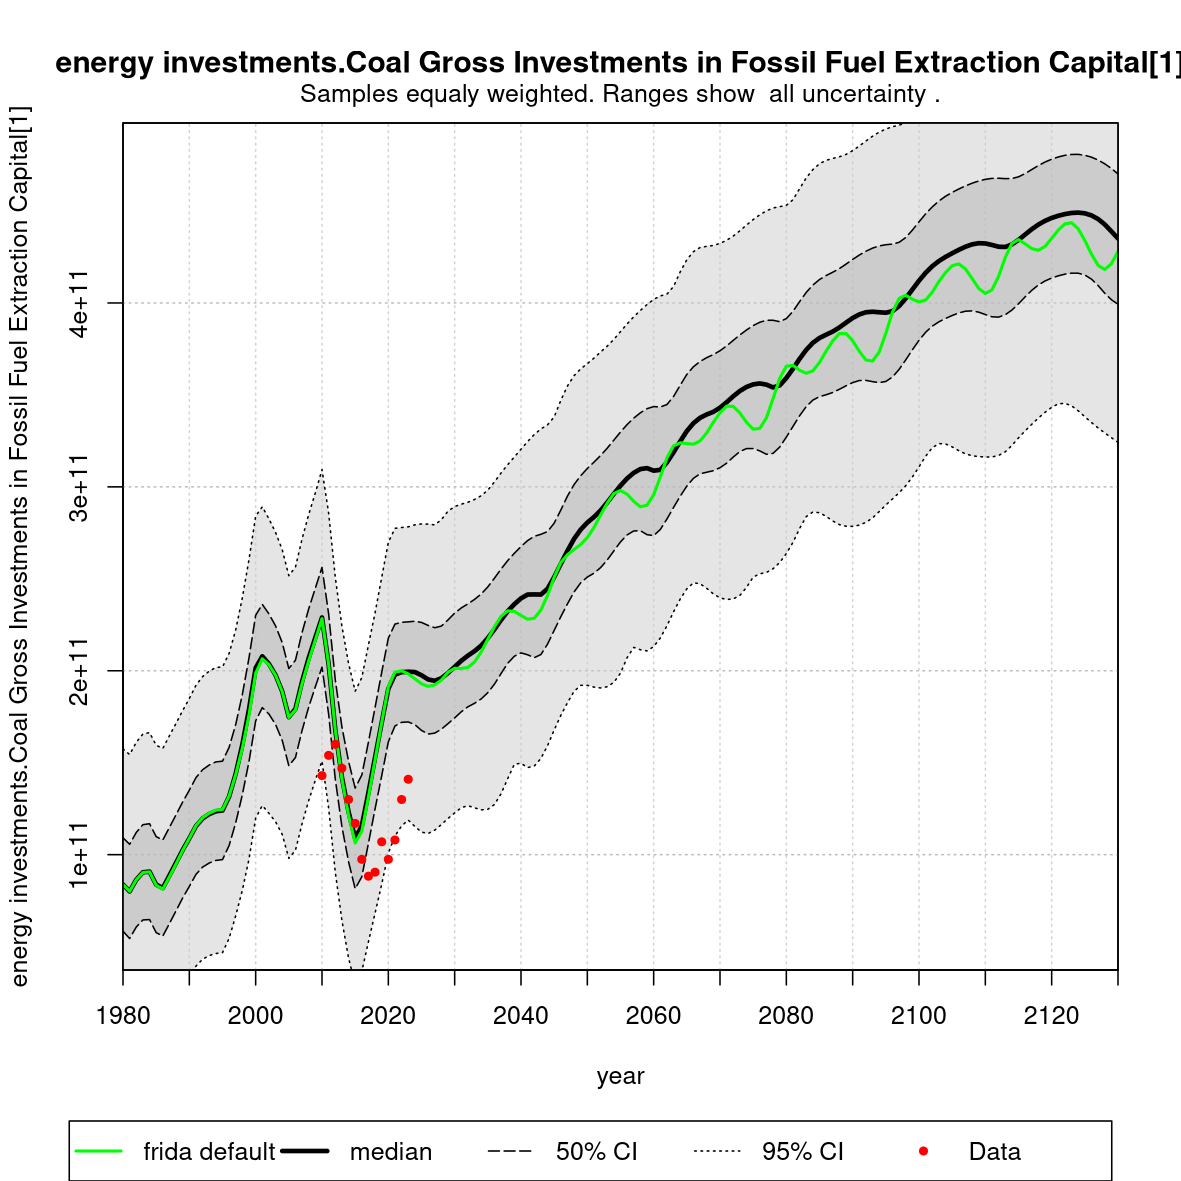 energy investments.Coal Gross Investments in Fossil Fuel Extraction Capital[1]
Samples equaly weighted. Ranges show  all uncertainty .
energy investments.Coal Gross Investments in Fossil Fuel Extraction Capital[1]
4e+11
3e+11
2e+11
1e+11
1980 2000 2020 2040 2060 2080 2100 2120
year
frida default median 50% CI 95% CI Data